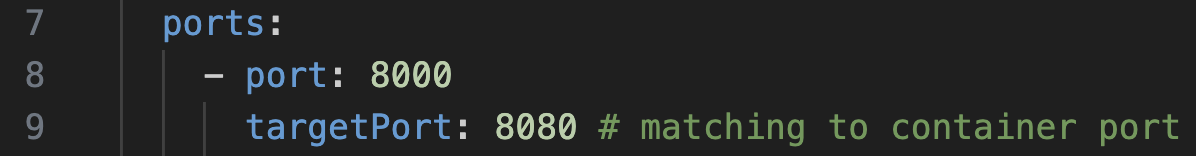 7 ports:
8 - port: 8000
9 targetPort: 8080 # matching to container port